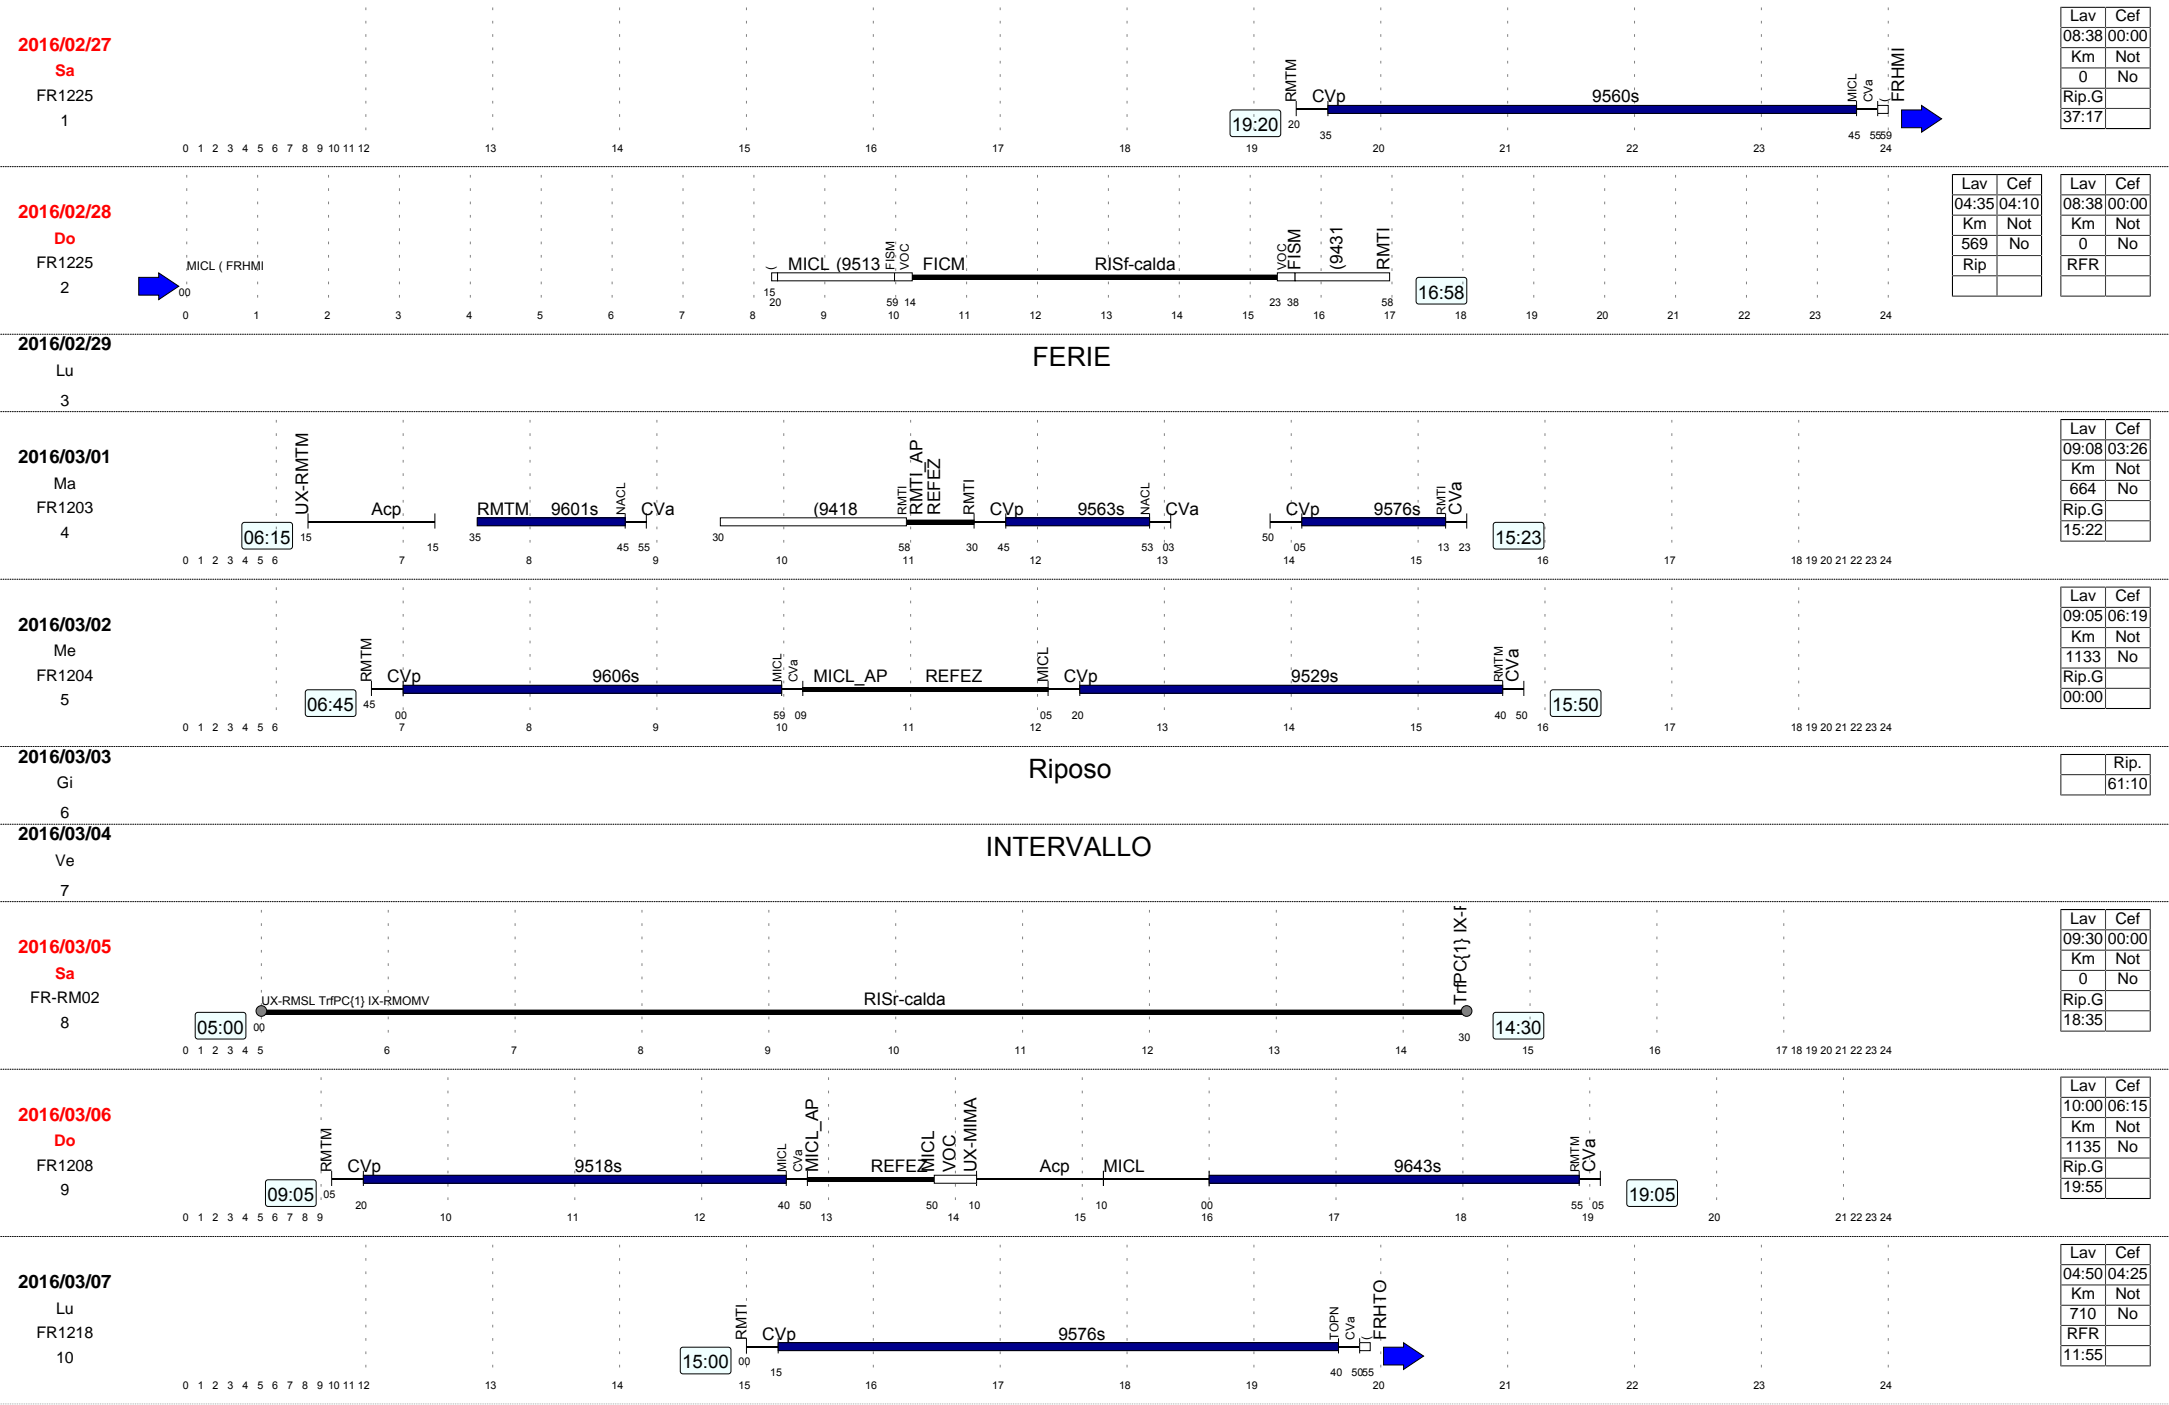 2016/02/27
Sa
FR1225
1
19:20
RMTM
20
CVp
35
9560s
MICL
45
CVa
55
(
59
FRHMI
0 1 2 3 4 5 6 7 8 9 10 11 12 13 14 15 16 17 18 19 20 21 22 23 24
Lav Cef
08:38 00:00
Km Not
0 No
Rip.G
37:17
2016/02/28
Do
FR1225
2
00
MICL ( FRHMI
15
(
20
MICL (9513
FISM
59
VOC
14
FICM
RISf-calda
VOC
23
FISM
38
(9431
RMTI
58
16:58
0 1 2 3 4 5 6 7 8 9 10 11 12 13 14 15 16 17 18 19 20 21 22 23 24
Lav Cef
04:35 04:10
Km Not
569 No
Rip
Lav Cef
08:38 00:00
Km Not
0 No
RFR
2016/02/29
Lu
3
FERIE
2016/03/01
Ma
FR1203
4
06:15
UX-RMTM
15
Acp
15
RMTM 9601s
35
NACL
45
CVa
55
30
(9418
RMTI
58
RMTI_AP
REFEZ
RMTI
30
CVp
45
9563s
NACL
53
CVa
03
50
CVp
05
9576s
RMTI
13
CVa
23
15:23
0 1 2 3 4 5 6 7 8 9 10 11 12 13 14 15 16 17 18 19 20 21 22 23 24
Lav Cef
09:08 03:26
Km Not
664 No
Rip.G
15:22
2016/03/02
Me
FR1204
5
06:45
RMTM
45
CVp
00
9606s
MICL
59
CVa
09
MICL_AP REFEZ
MICL
05
CVp
20
9529s
RMTM
40
CVa
50
15:50
0 1 2 3 4 5 6 7 8 9 10 11 12 13 14 15 16 17 18 19 20 21 22 23 24
Lav Cef
09:05 06:19
Km Not
1133 No
Rip.G
00:00
2016/03/03
Gi
6
Riposo
Rip.
61:10
2016/03/04
Ve
7
INTERVALLO
2016/03/05
Sa
FR-RM02
8
05:00
00
UX-RMSL TrfPC{1} IX-RMOMV
RISr-calda
TrfPC{1} IX-
30
14:30
0 1 2 3 4 5 6 7 8 9 10 11 12 13 14 15 16 17 18 19 20 21 22 23 24
Lav Cef
09:30 00:00
Km Not
0 No
Rip.G
18:35
2016/03/06
Do
FR1208
9
09:05
RMTM
05
CVp
20
9518s
MICL
40
CVa
50
MICL_AP
REFEZ
MICL
50
VOC
UX-MIMA
10
Acp
MICL
10
00
9643s
RMTM
55
CVa
05
19:05
0 1 2 3 4 5 6 7 8 9 10 11 12 13 14 15 16 17 18 19 20 21 22 23 24
Lav Cef
10:00 06:15
Km Not
1135 No
Rip.G
19:55
2016/03/07
Lu
FR1218
10
15:00
RMTI
00
CVp
15
9576s
TOPN
40
CVa
50
(
55
FRHTO
0 1 2 3 4 5 6 7 8 9 10 11 12 13 14 15 16 17 18 19 20 21 22 23 24
Lav Cef
04:50 04:25
Km Not
710 No
RFR
11:55